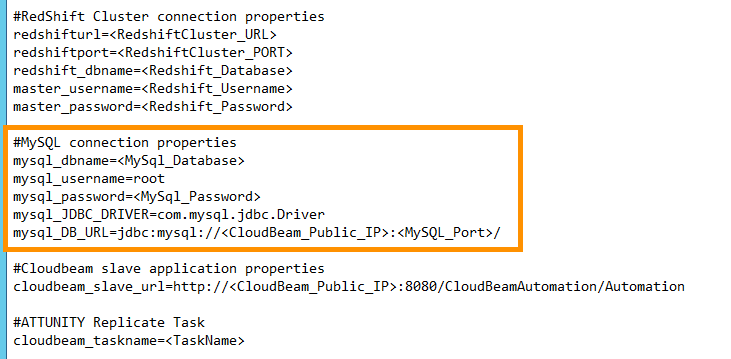 #RedShift Cluster connection properties
redshifturl=<RedshiftCluster_URL>
redshiftport=<RedshiftCluster_PORT>
redshift_dbname=<Redshift_Database>
master_username=<Redshift_Username>
master_password=<Redshift_Password>
#MySQL connection properties
mysql_dbname=<MySql_Database>
mysql_username=root
mysql_password=<MySql_Password>
mysql_JDBC_DRIVER=com.mysql.jdbc.Driver
mysql_DB_URL=jdbc:mysql://<CloudBeam_Public_IP>:<MySQL_Port>/
#Cloudbeam slave application properties
cloudbeam_slave_url=http://<CloudBeam_Public_IP>:8080/CloudBeamAutomation/Automation
#ATTUNITY Replicate Task
cloudbeam_taskname=<TaskName>